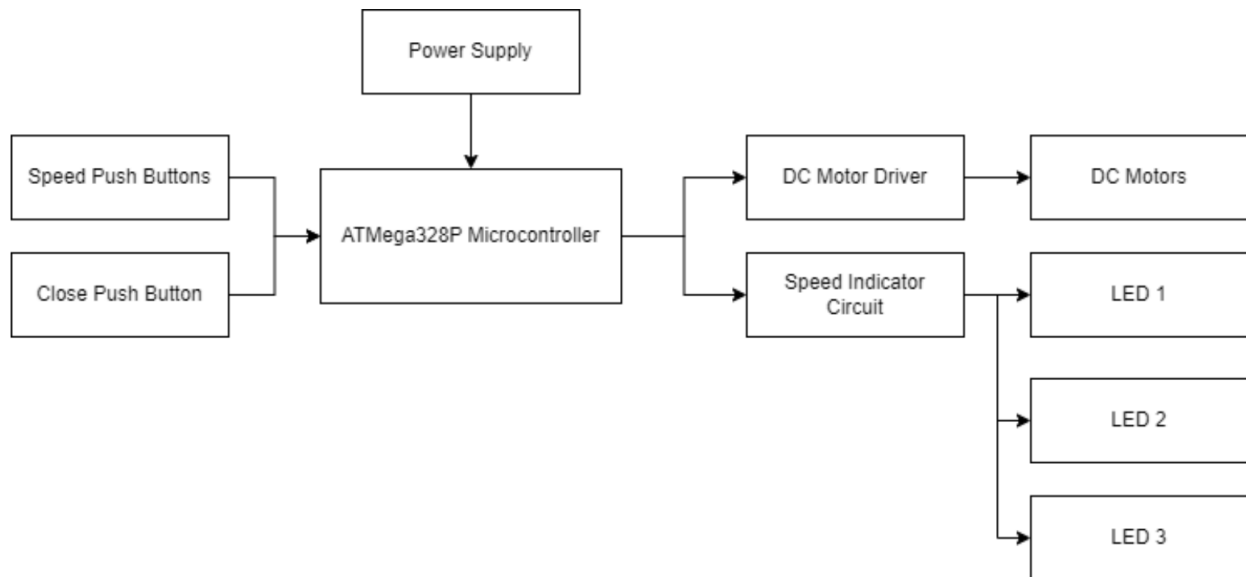 Power Supply
Speed Push Buttons
DC Motor Driver
DC Motors
ATMega328P Microcontroller
Close Push Button
Speed Indicator
Circuit
LED 1
LED 2
LED 3